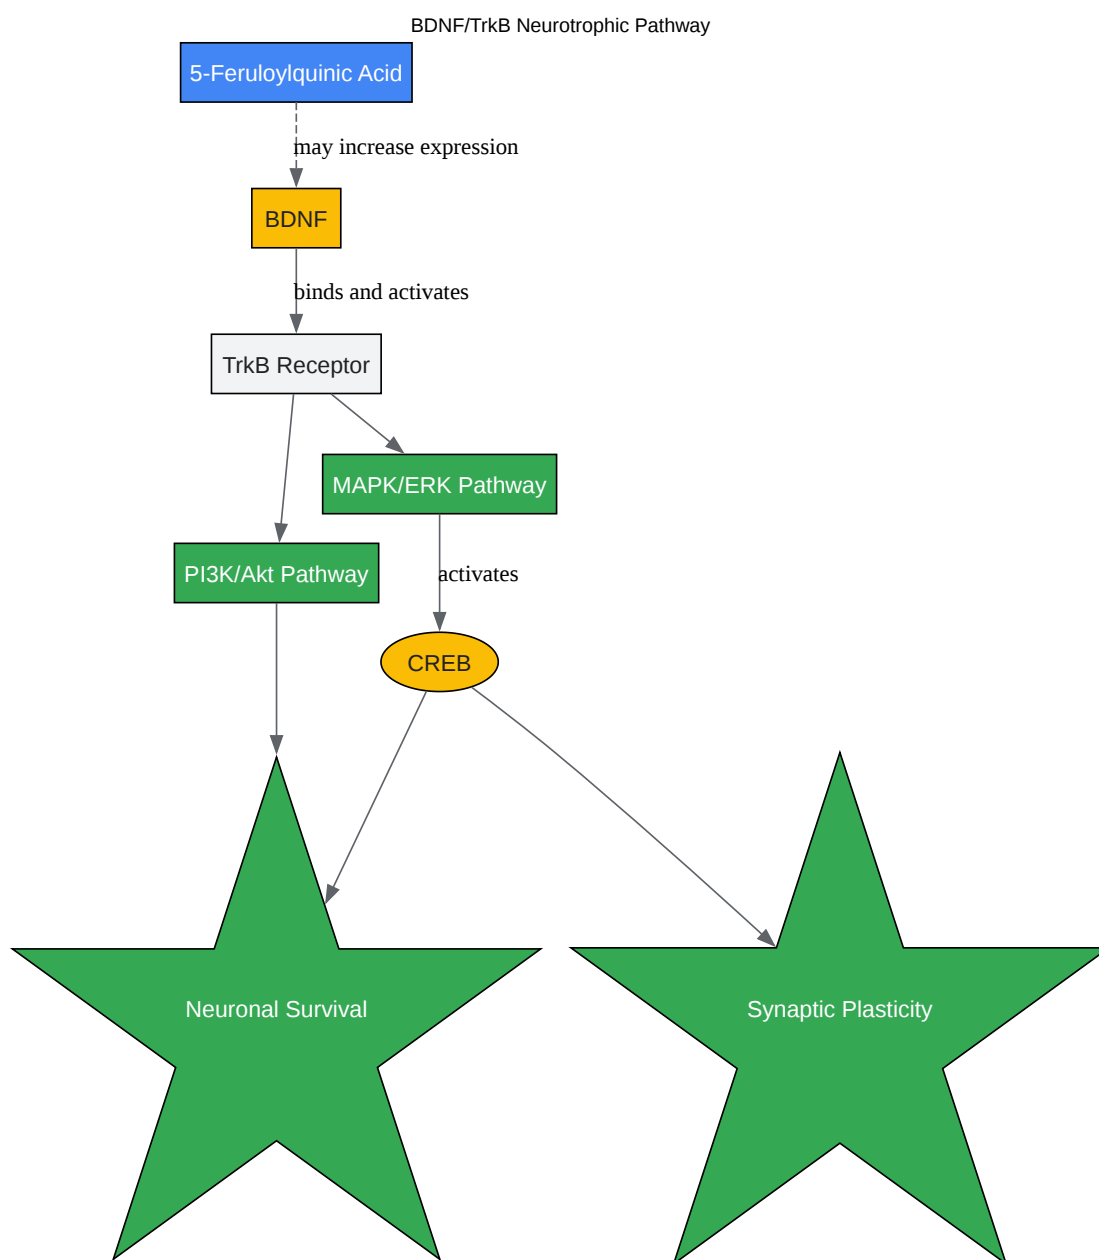 BDNF/TrkB Neurotrophic Pathway
5-Feruloylquinic Acid
may increase expression
BDNF
binds and activates
TrkB Receptor
MAPK/ERK Pathway
PI3K/Akt Pathway
activates
CREB
Neuronal Survival
Synaptic Plasticity